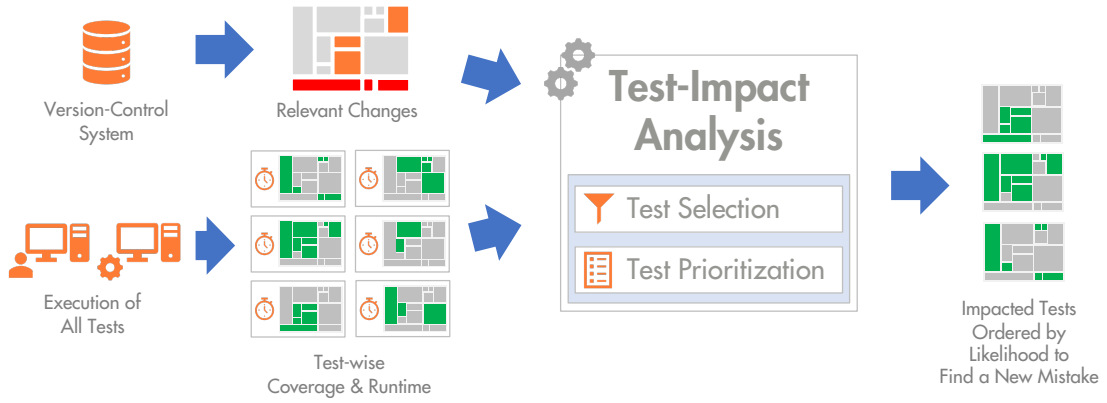 Version-Control
System
Relevant Changes
Execution of
All Tests
Test-wise
Coverage & Runtime
Test-Impact
Analysis
Test Selection
Test Prioritization
Impacted Tests
Ordered by
Likelihood to
Find a New Mistake